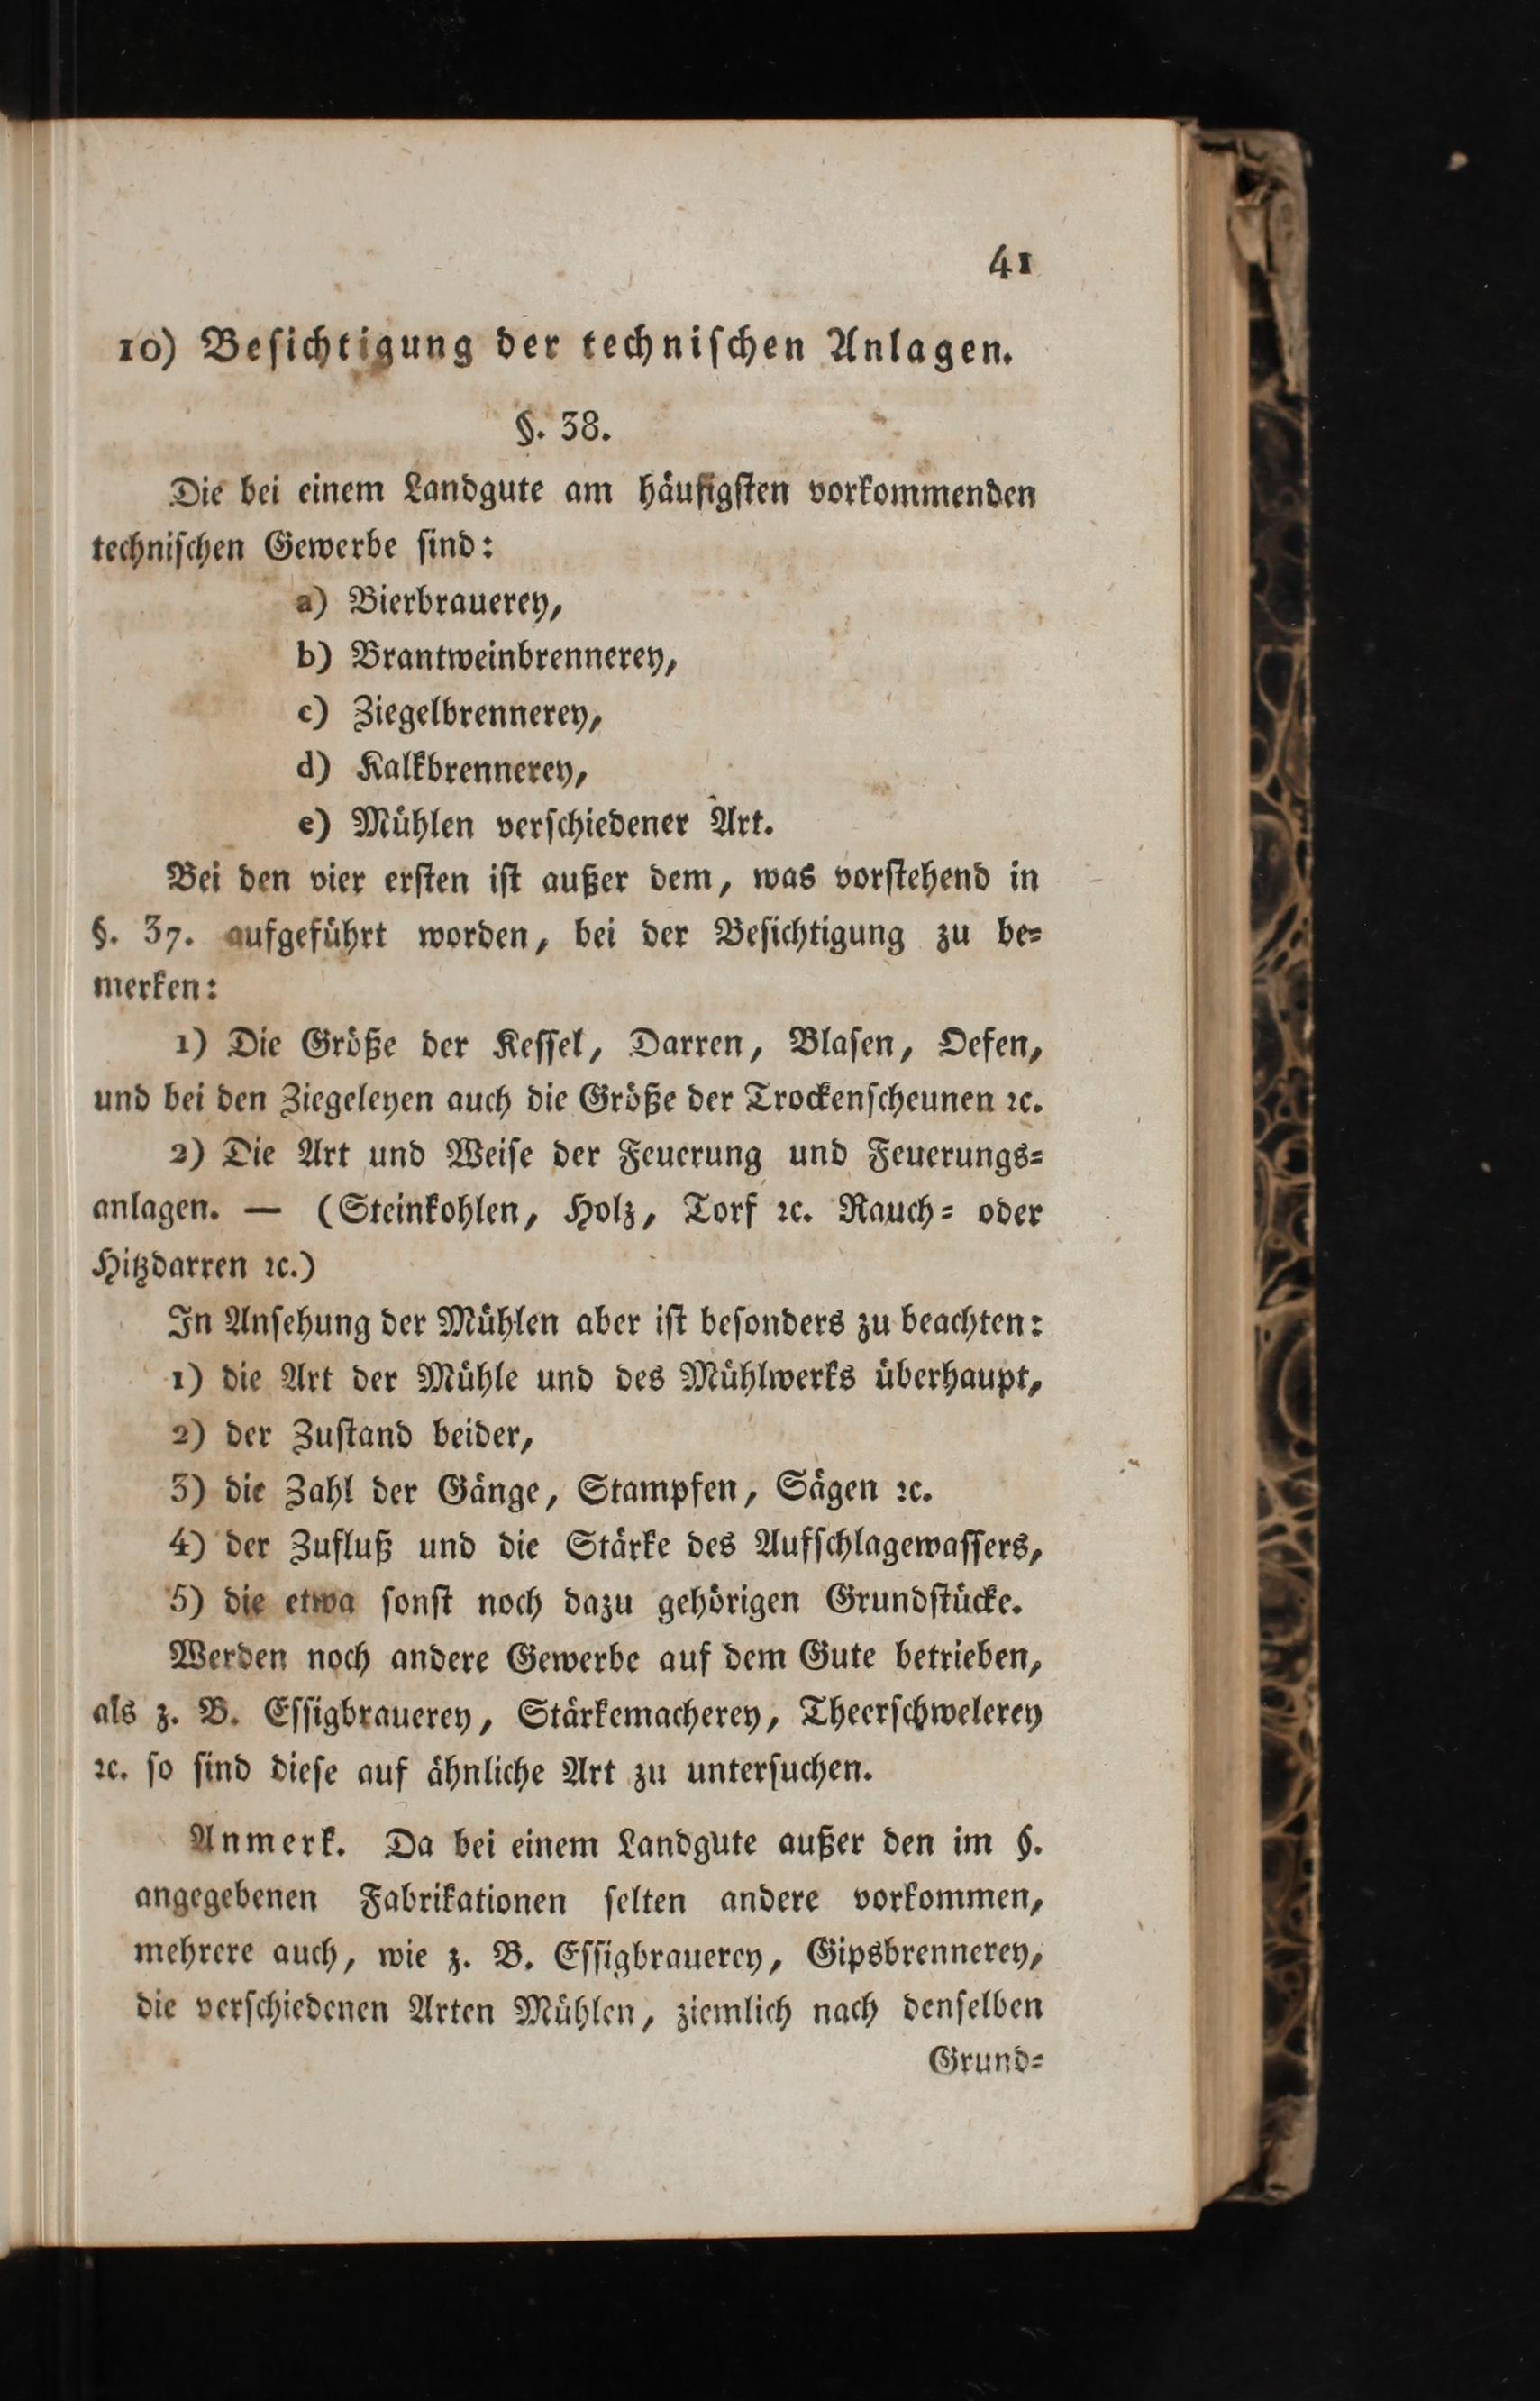 41
10) Beſichtigung der techniſchen Anlagen.
§. 38.
Die bei einem Landgute am häufigſten vorkommenden
techniſchen Gewerbe ſind:
a) Bierbrauerey,
b) Brantweinbrennerey,
c) Ziegelbrennerey,
d) Kalkbrennerey,
e) Mühlen verſchiedener Art.
Bei den vier erſten iſt außer dem, was vorſtehend in
§. 37. aufgeführt worden, bei der Beſichtigung zu be=
merken:
1) Die Größe der Keſſel, Darren, Blaſen, Oefen,
und bei den Ziegeleyen auch die Größe der Trockenſcheunen ꝛc.
2) Die Art und Weiſe der Feuerung und Feuerungs=
anlagen. — (Steinkohlen, Holz, Torf ꝛc. Rauch= oder
Hitzdarren ꝛc.)
In Anſehung der Mühlen aber iſt beſonders zu beachten:
1) die Art der Mühle und des Mühlwerks überhaupt,
2) der Zuſtand beider,
3) die Zahl der Gänge, Stampfen, Sägen ꝛc.
4) der Zufluß und die Stärke des Aufſchlagewaſſers,
5) die etwa ſonſt noch dazu gehörigen Grundſtücke.
Werden noch andere Gewerbe auf dem Gute betrieben,
als z. B. Eſſigbrauerey, Stärkemacherey, Theerſchwelerey
ꝛc. ſo ſind dieſe auf ähnliche Art zu unterſuchen.
Anmerk. Da bei einem Landgute außer den im §.
angegebenen Fabrikationen ſelten andere vorkommen,
mehrere auch, wie z. B. Eſſigbrauerey, Gipsbrennerey,
die verſchiedenen Arten Mühlen, ziemlich nach denſelben
Grund=